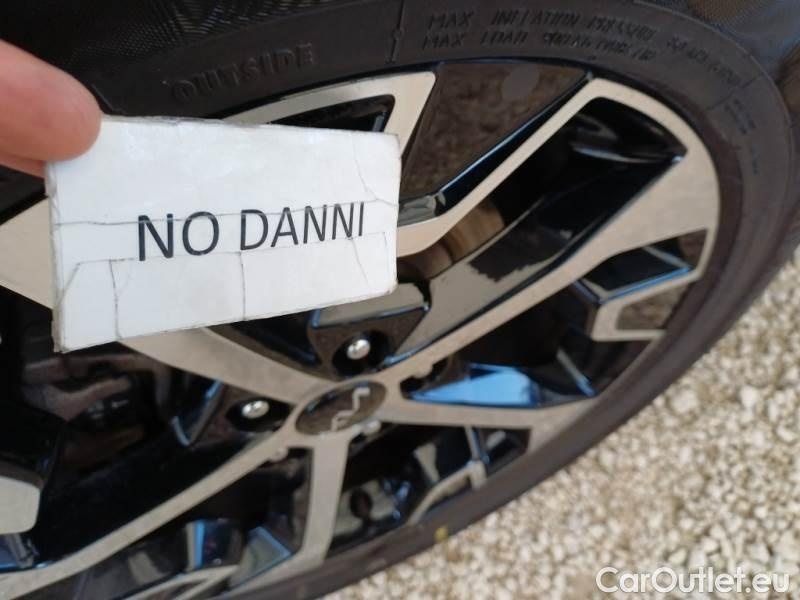 MAX INFLATION PRESSURE
MAX LOAD
OUTSIDE
NO DANNI
CarOutlet.eu